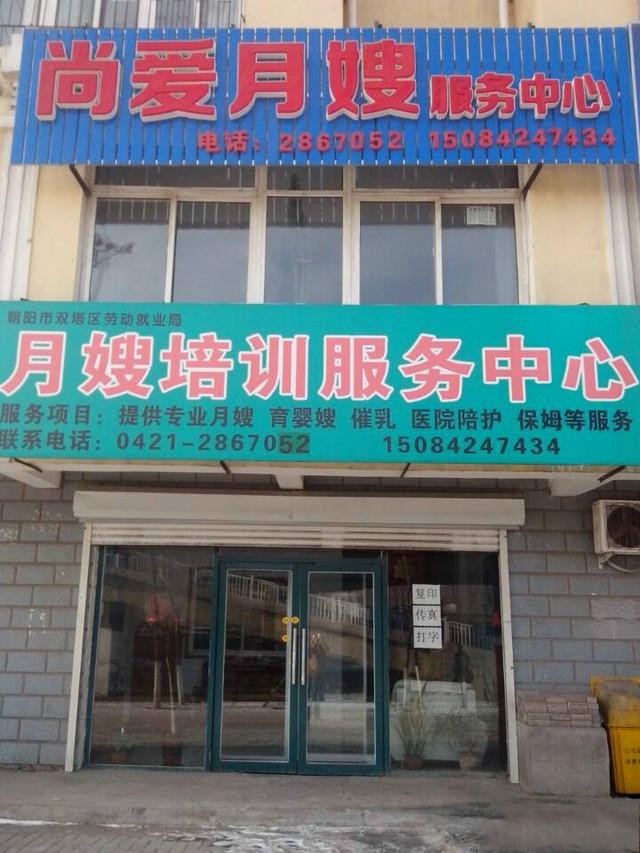 尚爱月嫂服务中心
电话：2867052 15084247434
朝阳市双塔区劳动就业局
月嫂培训服务中心
服务项目：提供专业月嫂 育婴嫂 催乳 医院陪护 保姆等服务
联系电话：0421-2867052 15084247434
复印
传真
打字